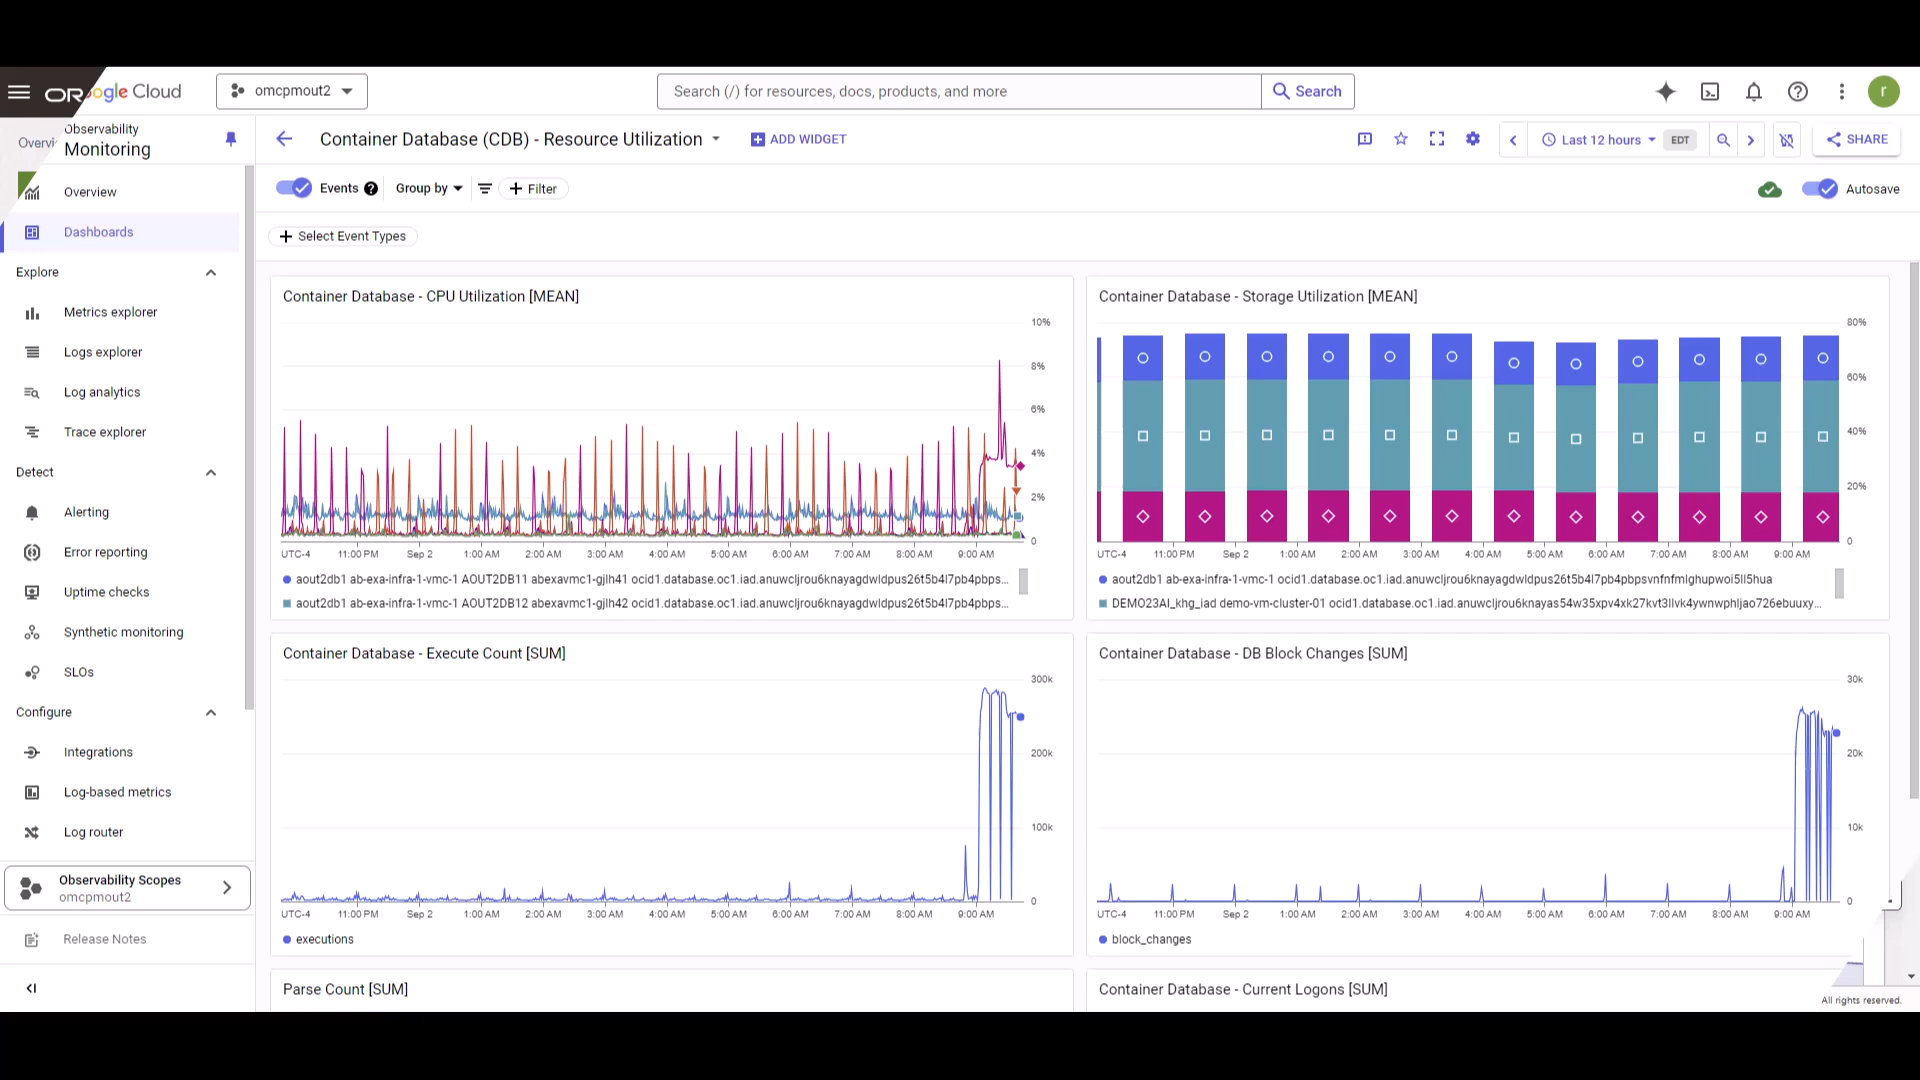 OR ogle Cloud
omcpmout2
Search (/) for resources, docs, products, and more
Search
r
Overvi
Observability
Monitoring
Container Database (CDB) - Resource Utilization
ADD WIDGET
Last 12 hours
EDT
SHARE
Events
Group by
Filter
Autosave
Select Event Types
Overview
Dashboards
Explore
Metrics explorer
Logs explorer
Log analytics
Trace explorer
Detect
Alerting
Error reporting
Uptime checks
Synthetic monitoring
SLOs
Configure
Integrations
Log-based metrics
Log router
Observability Scopes
omcpmout2
Release Notes
Container Database - CPU Utilization [MEAN]
10%
8%
6%
4%
2%
0
UTC-4 11:00 PM Sep 2 1:00 AM 2:00 AM 3:00 AM 4:00 AM 5:00 AM 6:00 AM 7:00 AM 8:00 AM 9:00 AM
aout2db1 ab-exa-infra-1-vmc-1 AOUT2DB11 abexavmc1-gjlh41 ocid1.database.oc1.iad.anuwcljrou6knayagdwldpus26t5b4l7pb4pbps...
aout2db1 ab-exa-infra-1-vmc-1 AOUT2DB12 abexavmc1-gjlh42 ocid1.database.oc1.iad.anuwcljrou6knayagdwldpus26t5b4l7pb4pbps...
Container Database - Storage Utilization [MEAN]
80%
60%
40%
20%
0
UTC-4 11:00 PM Sep 2 1:00 AM 2:00 AM 3:00 AM 4:00 AM 5:00 AM 6:00 AM 7:00 AM 8:00 AM 9:00 AM
aout2db1 ab-exa-infra-1-vmc-1 ocid1.database.oc1.iad.anuwcljrou6knayagdwldpus26t5b4l7pb4pbpsvnfnfmlghupwoi5ll5hua
DEMO23AI_khg_iad demo-vm-cluster-01 ocid1.database.oc1.iad.anuwcljrou6knayas54w35xpv4xk27kvt3llvk4ywnwphljao726ebuuxy...
Container Database - Execute Count [SUM]
300k
200k
100k
0
UTC-4 11:00 PM Sep 2 1:00 AM 2:00 AM 3:00 AM 4:00 AM 5:00 AM 6:00 AM 7:00 AM 8:00 AM 9:00 AM
executions
Container Database - DB Block Changes [SUM]
30k
20k
10k
0
UTC-4 11:00 PM Sep 2 1:00 AM 2:00 AM 3:00 AM 4:00 AM 5:00 AM 6:00 AM 7:00 AM 8:00 AM 9:00 AM
block_changes
Parse Count [SUM]
Container Database - Current Logons [SUM]
All rights reserved.